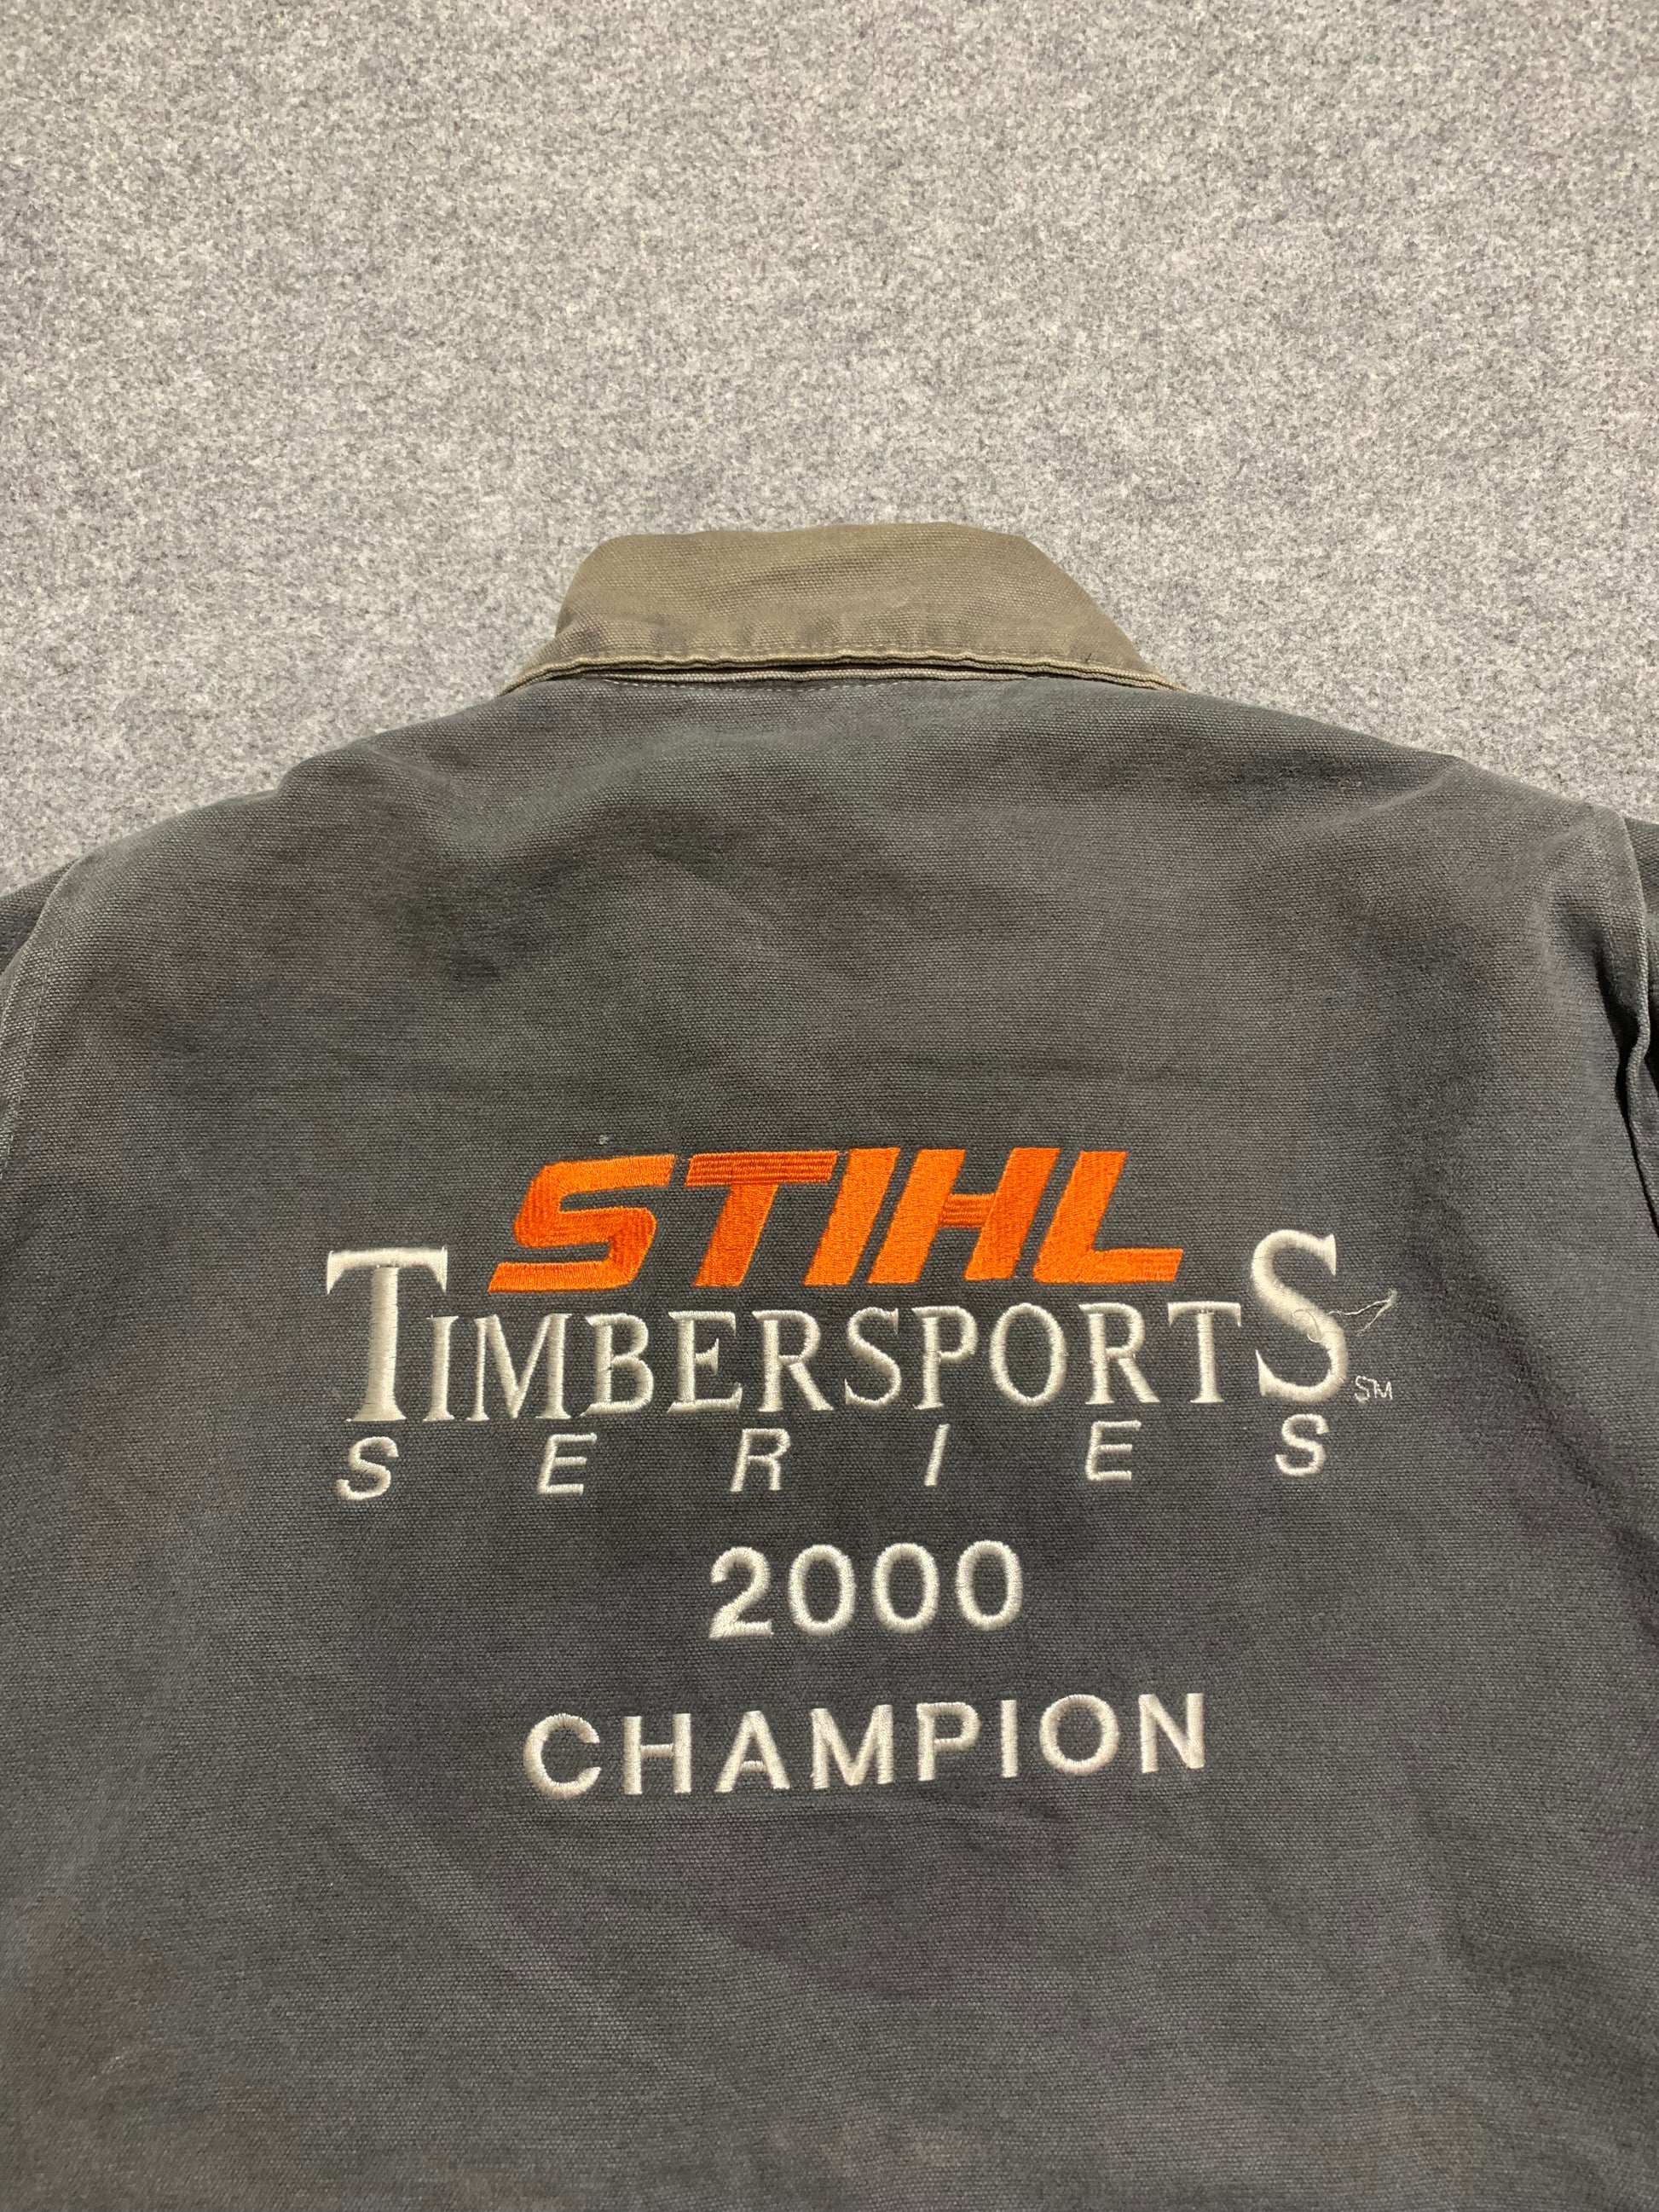 STIHL
TIMBERSPORTS SM
SERIES
2000
CHAMPION